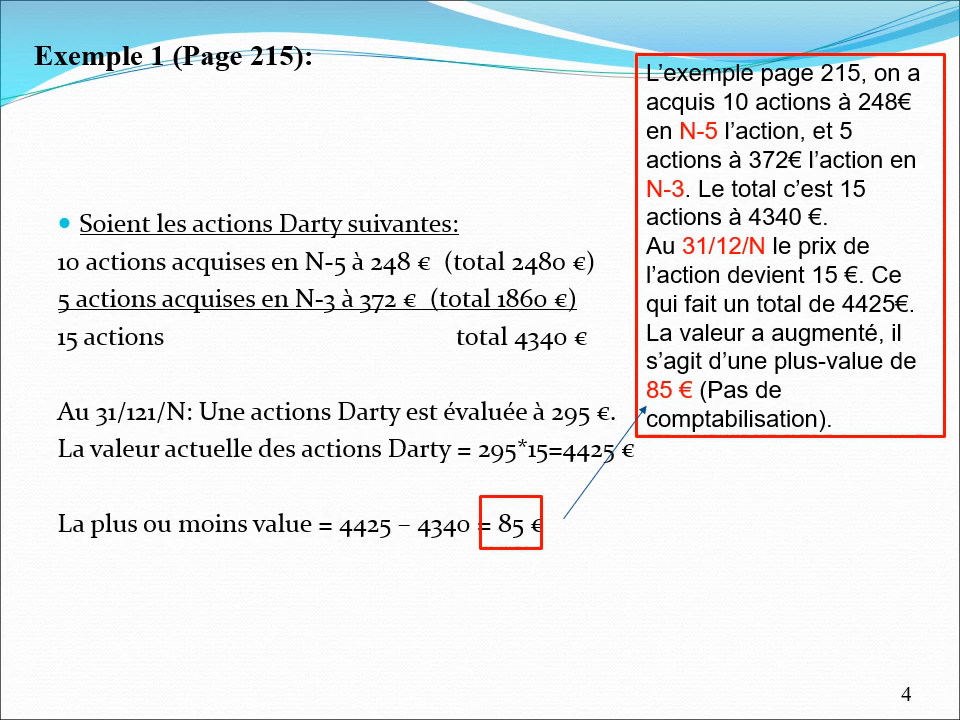 Exemple 1 (Page 215):
L’exemple page 215, on a
acquis 10 actions à 248€
en N-5 l’action, et 5
actions à 372€ l’action en
N-3. Le total c’est 15
actions à 4340 €.
Au 31/12/N le prix de
l’action devient 15 €. Ce
qui fait un total de 4425€.
La valeur a augmenté, il
s’agit d’une plus-value de
85 € (Pas de
comptabilisation).
Soient les actions Darty suivantes:
10 actions acquises en N-5 à 248 € (total 2480 €)
5 actions acquises en N-3 à 372 € (total 1860 €)
15 actions total 4340 €
Au 31/121/N: Une actions Darty est évaluée à 295 €.
La valeur actuelle des actions Darty = 295*15=4425 €
La plus ou moins value = 4425 – 4340 = 85 €
4